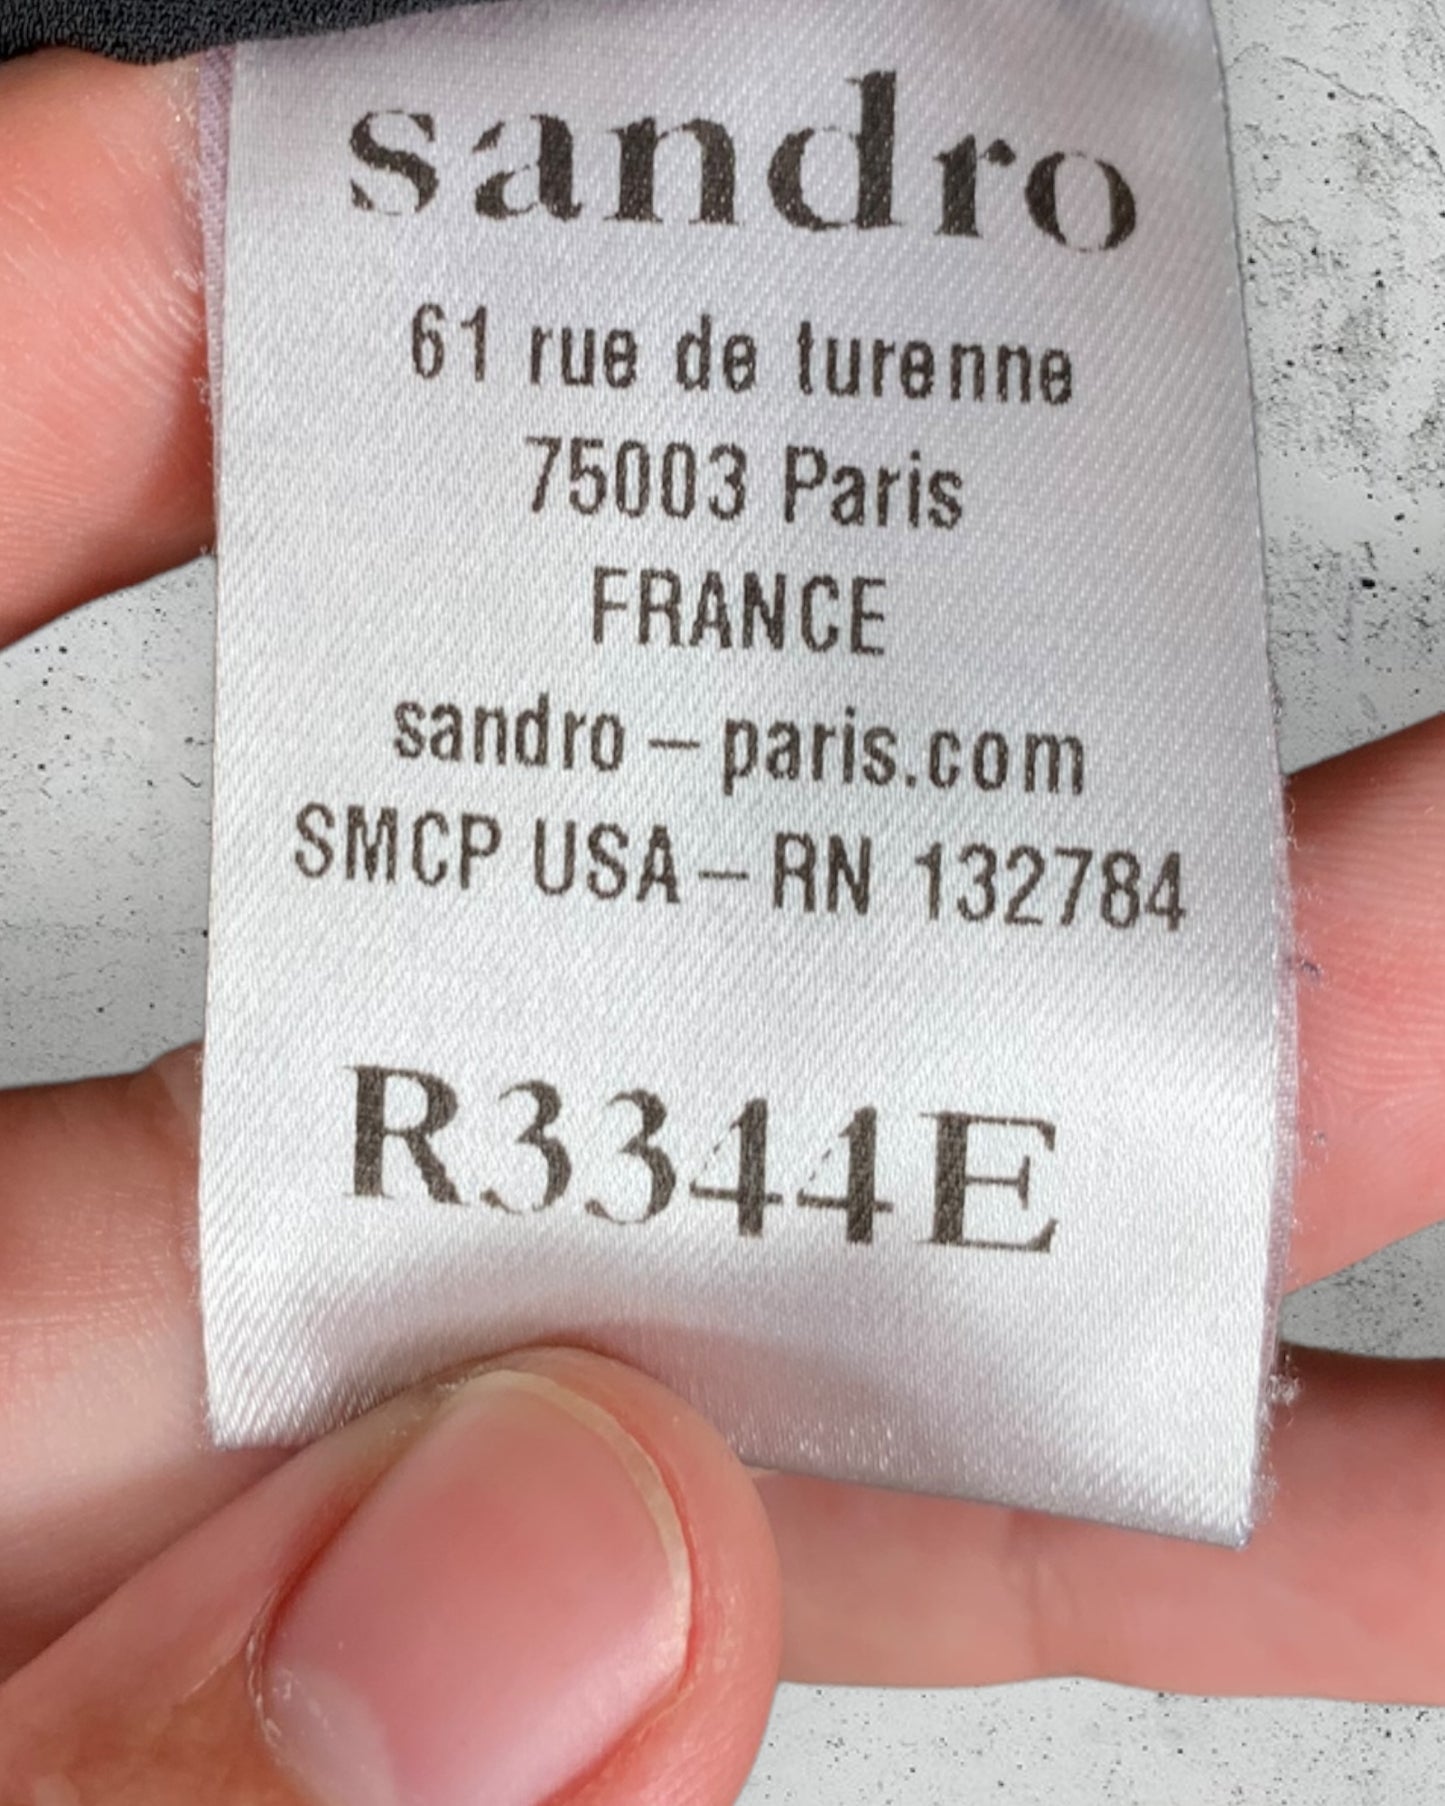 sandro
61 rue de turenne
75003 Paris
FRANCE
sandro – paris.com
SMCP USA – RN 132784
R3344E